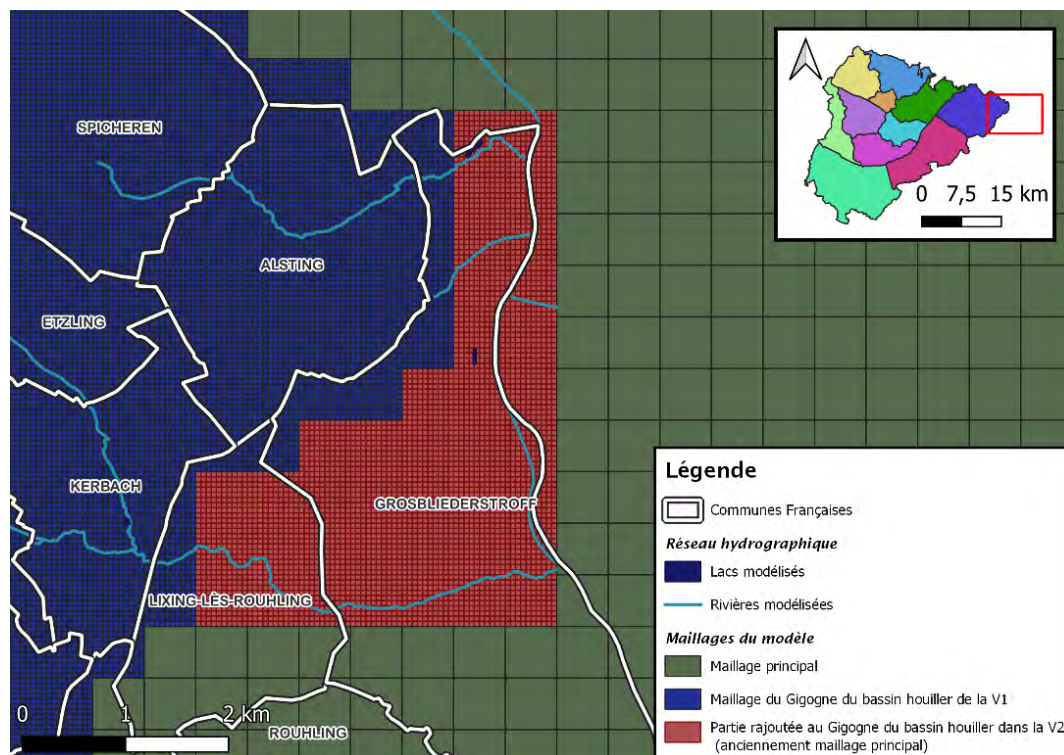 SPICHEREN
ALSTING
ETZLING
KERBACH
GROSBLIEDERSTROFF
LIXING-LÈS-ROUHLING
ROUHLING
0 1 2 km
0 7,5 15 km
Légende
Communes Françaises
Réseau hydrographique
Lacs modélisés
Rivières modélisées
Maillages du modèle
Maillage principal
Maillage du Gigogne du bassin houiller de la V1
Partie rajoutée au Gigogne du bassin houiller dans la V2
(anciennement maillage principal)